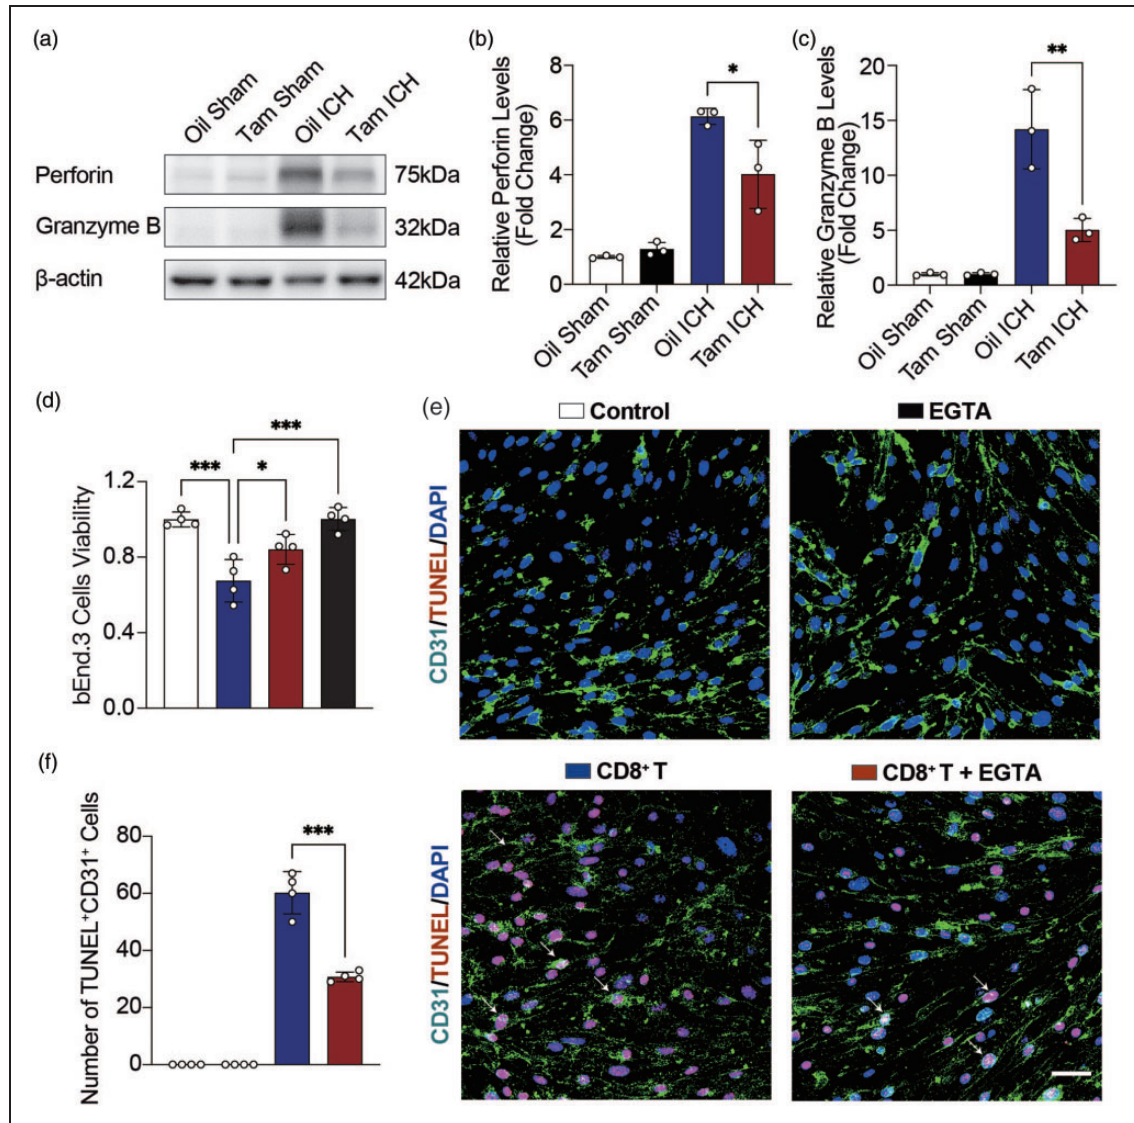 (a)
Oil Sham
Tam Sham
Oil ICH
Tam ICH
Perforin
75kDa
Granzyme B
32kDa
β-actin
42kDa
(b)
Relative Perforin Levels
(Fold Change)
8
6
4
2
0
*
Oil Sham
Tam Sham
Oil ICH
Tam ICH
(c)
Relative Granzyme B Levels
(Fold Change)
20
15
10
5
0
**
Oil Sham
Tam Sham
Oil ICH
Tam ICH
(d)
bEnd.3 Cells Viability
1.2
0.8
0.4
0.0
***
*
***
(e)
Control
EGTA
CD31/TUNEL/DAPI
CD8⁺ T
CD8⁺ T + EGTA
CD31/TUNEL/DAPI
(f)
Number of TUNEL⁺CD31⁺ Cells
80
60
40
20
0
***